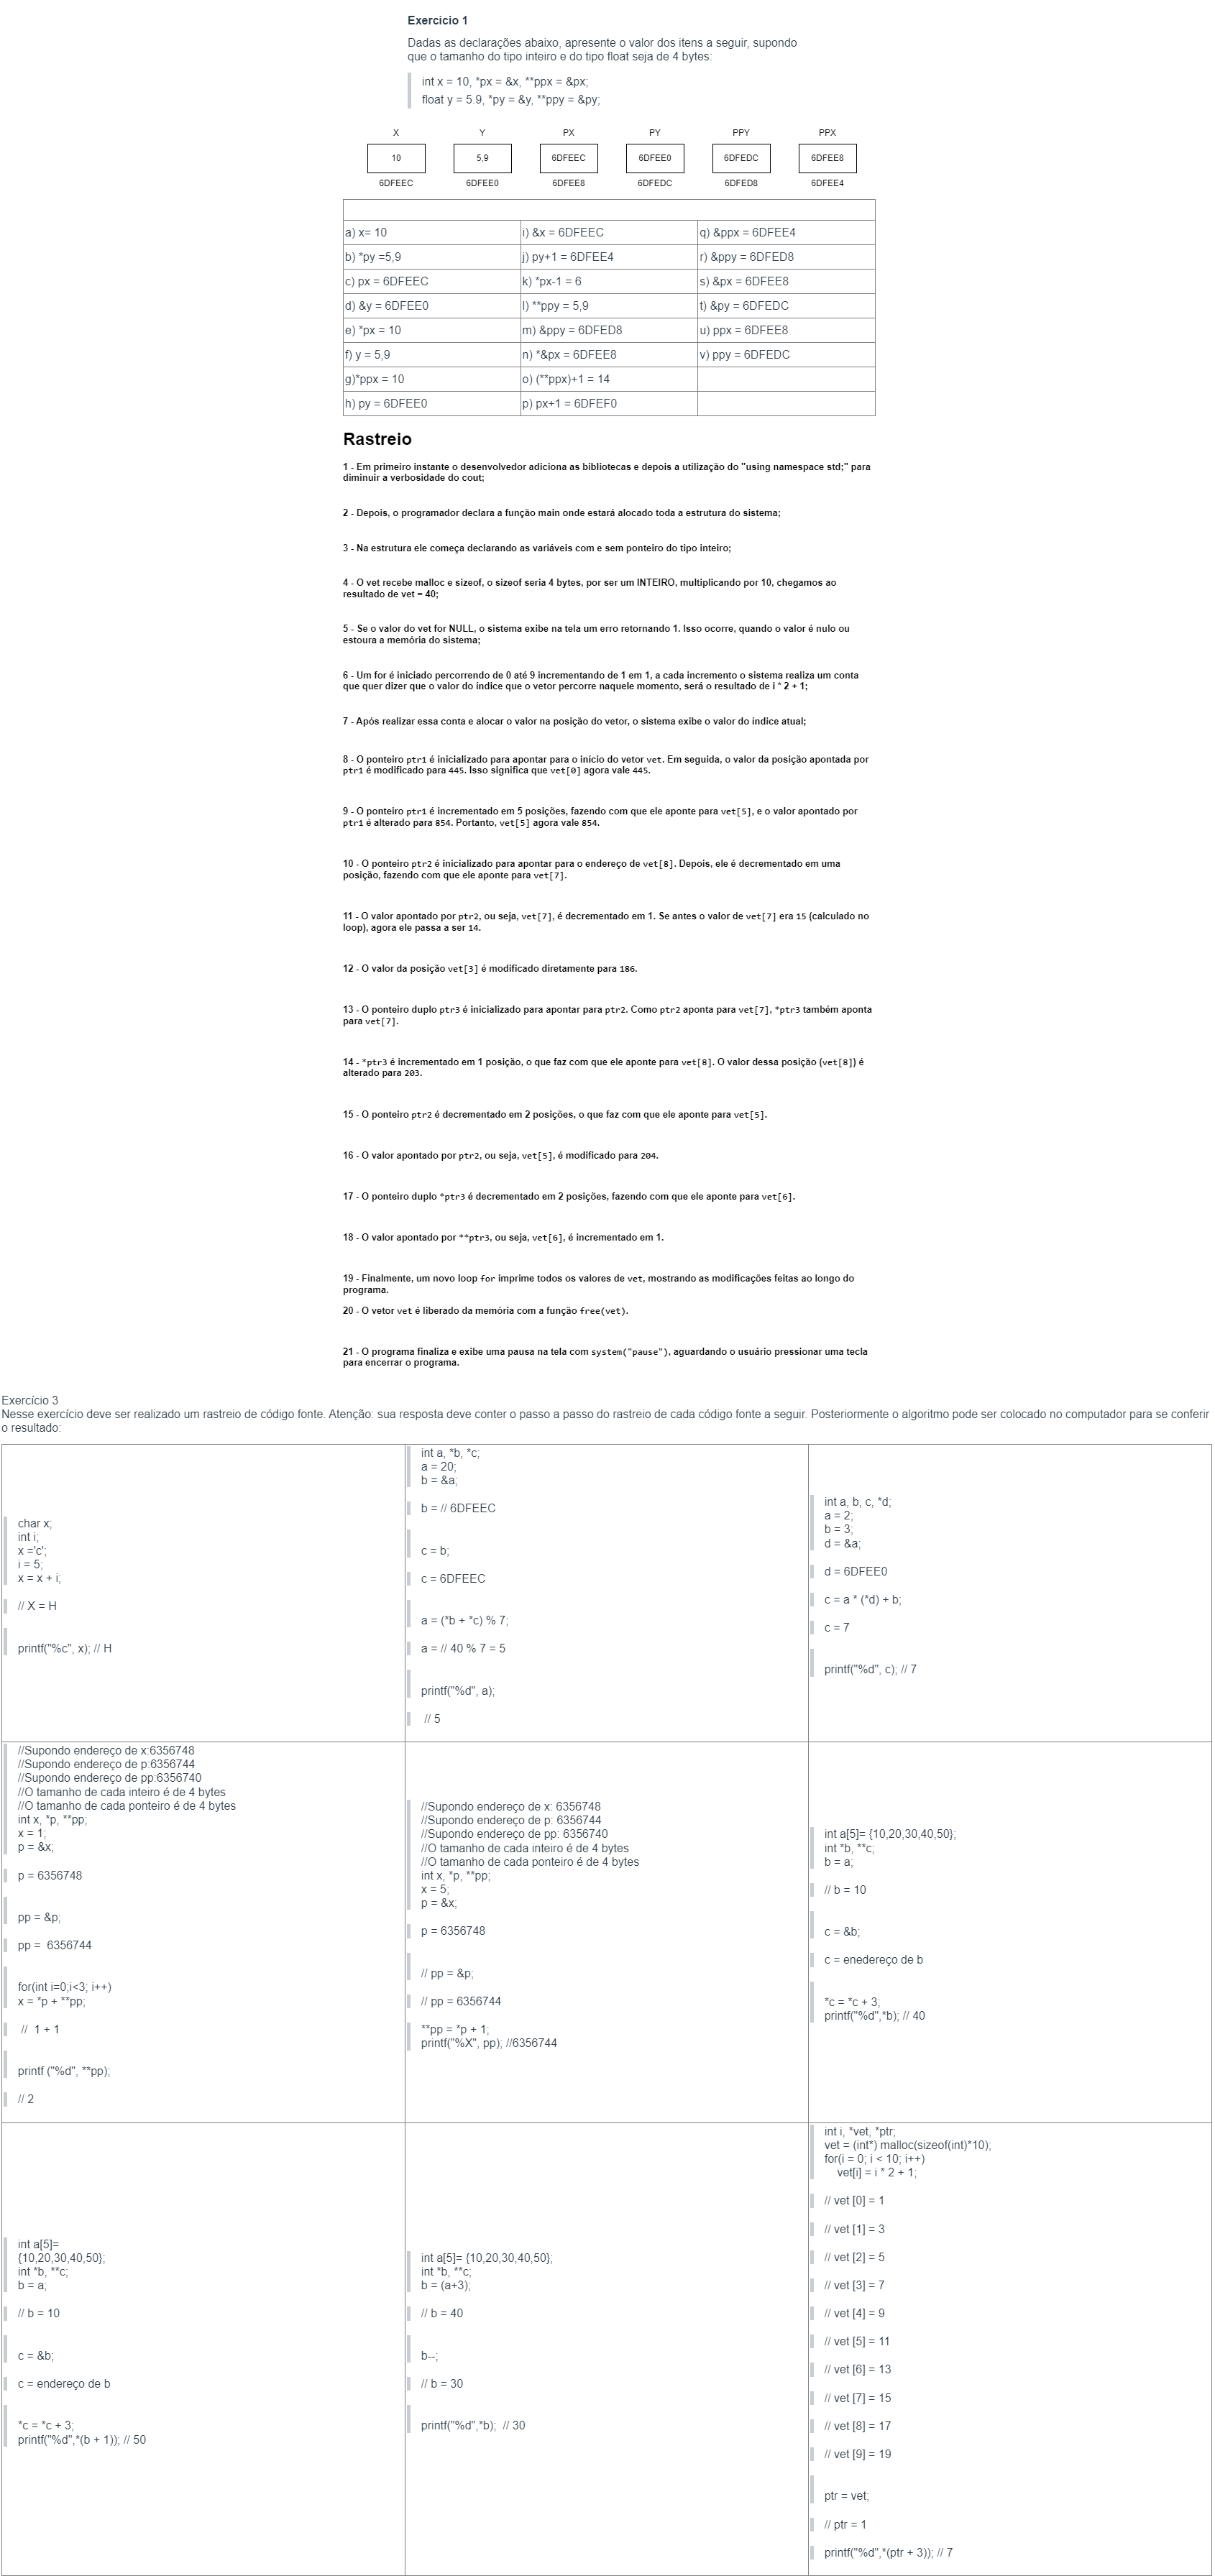 Exercicio 1
Dadas as declarações abaixo, apresente o valor dos itens a seguir, supondo
que o tamanho do tipo inteiro e do tipo float seja de 4 bytes:
int x = 10, *px = &x, **ppx = &px;
float y = 5.9, *py = &y, **ppy = &py;
X Y PX PY PPY PPX
10 5,9 6DFEEC 6DFEE0 6DFEDC 6DFEE8
6DFEEC 6DFEE0 6DFEE8 6DFEDC 6DFED8 6DFEE4
a) x= 10 i) &x = 6DFEEC q) &ppx = 6DFEE4
b) *py =5,9 j) py+1 = 6DFEE4 r) &ppy = 6DFED8
c) px = 6DFEEC k) *px-1 = 6 s) &px = 6DFEE8
d) &y = 6DFEE0 l) **ppy = 5,9 t) &py = 6DFEDC
e) *px = 10 m) &ppy = 6DFED8 u) ppx = 6DFEE8
f) y = 5,9 n) *&px = 6DFEE8 v) ppy = 6DFEDC
g)*ppx = 10 o) (**ppx)+1 = 14
h) py = 6DFEE0 p) px+1 = 6DFEF0
Rastreio
1 - Em primeiro instante o desenvolvedor adiciona as bibliotecas e depois a utilização do "using namespace std;" para
diminuir a verbosidade do cout;
2 - Depois, o programador declara a função main onde estará alocado toda a estrutura do sistema;
3 - Na estrutura ele começa declarando as variáveis com e sem ponteiro do tipo inteiro;
4 - O vet recebe malloc e sizeof, o sizeof seria 4 bytes, por ser um INTEIRO, multiplicando por 10, chegamos ao
resultado de vet = 40;
5 - Se o valor do vet for NULL, o sistema exibe na tela um erro retornando 1. Isso ocorre, quando o valor é nulo ou
estoura a memória do sistema;
6 - Um for é iniciado percorrendo de 0 até 9 incrementando de 1 em 1, a cada incremento o sistema realiza um conta
que quer dizer que o valor do índice que o vetor percorre naquele momento, será o resultado de i * 2 + 1;
7 - Após realizar essa conta e alocar o valor na posição do vetor, o sistema exibe o valor do índice atual;
8 - O ponteiro ptr1 é inicializado para apontar para o início do vetor vet. Em seguida, o valor da posição apontada por
ptr1 é modificado para 445. Isso significa que vet[0] agora vale 445.
9 - O ponteiro ptr1 é incrementado em 5 posições, fazendo com que ele aponte para vet[5], e o valor apontado por
ptr1 é alterado para 854. Portanto, vet[5] agora vale 854.
10 - O ponteiro ptr2 é inicializado para apontar para o endereço de vet[8]. Depois, ele é decrementado em uma
posição, fazendo com que ele aponte para vet[7].
11 - O valor apontado por ptr2, ou seja, vet[7], é decrementado em 1. Se antes o valor de vet[7] era 15 (calculado no
loop), agora ele passa a ser 14.
12 - O valor da posição vet[3] é modificado diretamente para 186.
13 - O ponteiro duplo ptr3 é inicializado para apontar para ptr2. Como ptr2 aponta para vet[7], *ptr3 também aponta
para vet[7].
14 - *ptr3 é incrementado em 1 posição, o que faz com que ele aponte para vet[8]. O valor dessa posição (vet[8]) é
alterado para 203.
15 - O ponteiro ptr2 é decrementado em 2 posições, o que faz com que ele aponte para vet[5].
16 - O valor apontado por ptr2, ou seja, vet[5], é modificado para 204.
17 - O ponteiro duplo *ptr3 é decrementado em 2 posições, fazendo com que ele aponte para vet[6].
18 - O valor apontado por **ptr3, ou seja, vet[6], é incrementado em 1.
19 - Finalmente, um novo loop for imprime todos os valores de vet, mostrando as modificações feitas ao longo do
programa.
20 - O vetor vet é liberado da memória com a função free(vet).
21 - O programa finaliza e exibe uma pausa na tela com system("pause"), aguardando o usuário pressionar uma tecla
para encerrar o programa.
Exercício 3
Nesse exercício deve ser realizado um rastreio de código fonte. Atenção: sua resposta deve conter o passo a passo do rastreio de cada código fonte a seguir. Posteriormente o algoritmo pode ser colocado no computador para se conferir
o resultado:
char x;
int i;
x ='c';
i = 5;
x = x + i;
// X = H
printf("%c", x); // H
int a, *b, *c;
a = 20;
b = &a;
b = // 6DFEEC
c = b;
c = 6DFEEC
a = (*b + *c) % 7;
a = // 40 % 7 = 5
printf("%d", a);
// 5
int a, b, c, *d;
a = 2;
b = 3;
d = &a;
d = 6DFEE0
c = a * (*d) + b;
c = 7
printf("%d", c); // 7
//Supondo endereço de x:6356748
//Supondo endereço de p:6356744
//Supondo endereço de pp:6356740
//O tamanho de cada inteiro é de 4 bytes
//O tamanho de cada ponteiro é de 4 bytes
int x, *p, **pp;
x = 1;
p = &x;
p = 6356748
pp = &p;
pp = 6356744
for(int i=0;i<3; i++)
x = *p + **pp;
// 1 + 1
printf ("%d", **pp);
// 2
//Supondo endereço de x: 6356748
//Supondo endereço de p: 6356744
//Supondo endereço de pp: 6356740
//O tamanho de cada inteiro é de 4 bytes
//O tamanho de cada ponteiro é de 4 bytes
int x, *p, **pp;
x = 5;
p = &x;
p = 6356748
// pp = &p;
// pp = 6356744
**pp = *p + 1;
printf("%X", pp); //6356744
int a[5]= {10,20,30,40,50};
int *b, **c;
b = a;
// b = 10
c = &b;
c = enedereço de b
*c = *c + 3;
printf("%d",*b); // 40
int a[5]=
{10,20,30,40,50};
int *b, **c;
b = a;
// b = 10
c = &b;
c = endereço de b
*c = *c + 3;
printf("%d",*(b + 1)); // 50
int a[5]= {10,20,30,40,50};
int *b, **c;
b = (a+3);
// b = 40
b--;
// b = 30
printf("%d",*b); // 30
int i, *vet, *ptr;
vet = (int*) malloc(sizeof(int)*10);
for(i = 0; i < 10; i++)
vet[i] = i * 2 + 1;
// vet [0] = 1
// vet [1] = 3
// vet [2] = 5
// vet [3] = 7
// vet [4] = 9
// vet [5] = 11
// vet [6] = 13
// vet [7] = 15
// vet [8] = 17
// vet [9] = 19
ptr = vet;
// ptr = 1
printf("%d",*(ptr + 3)); // 7